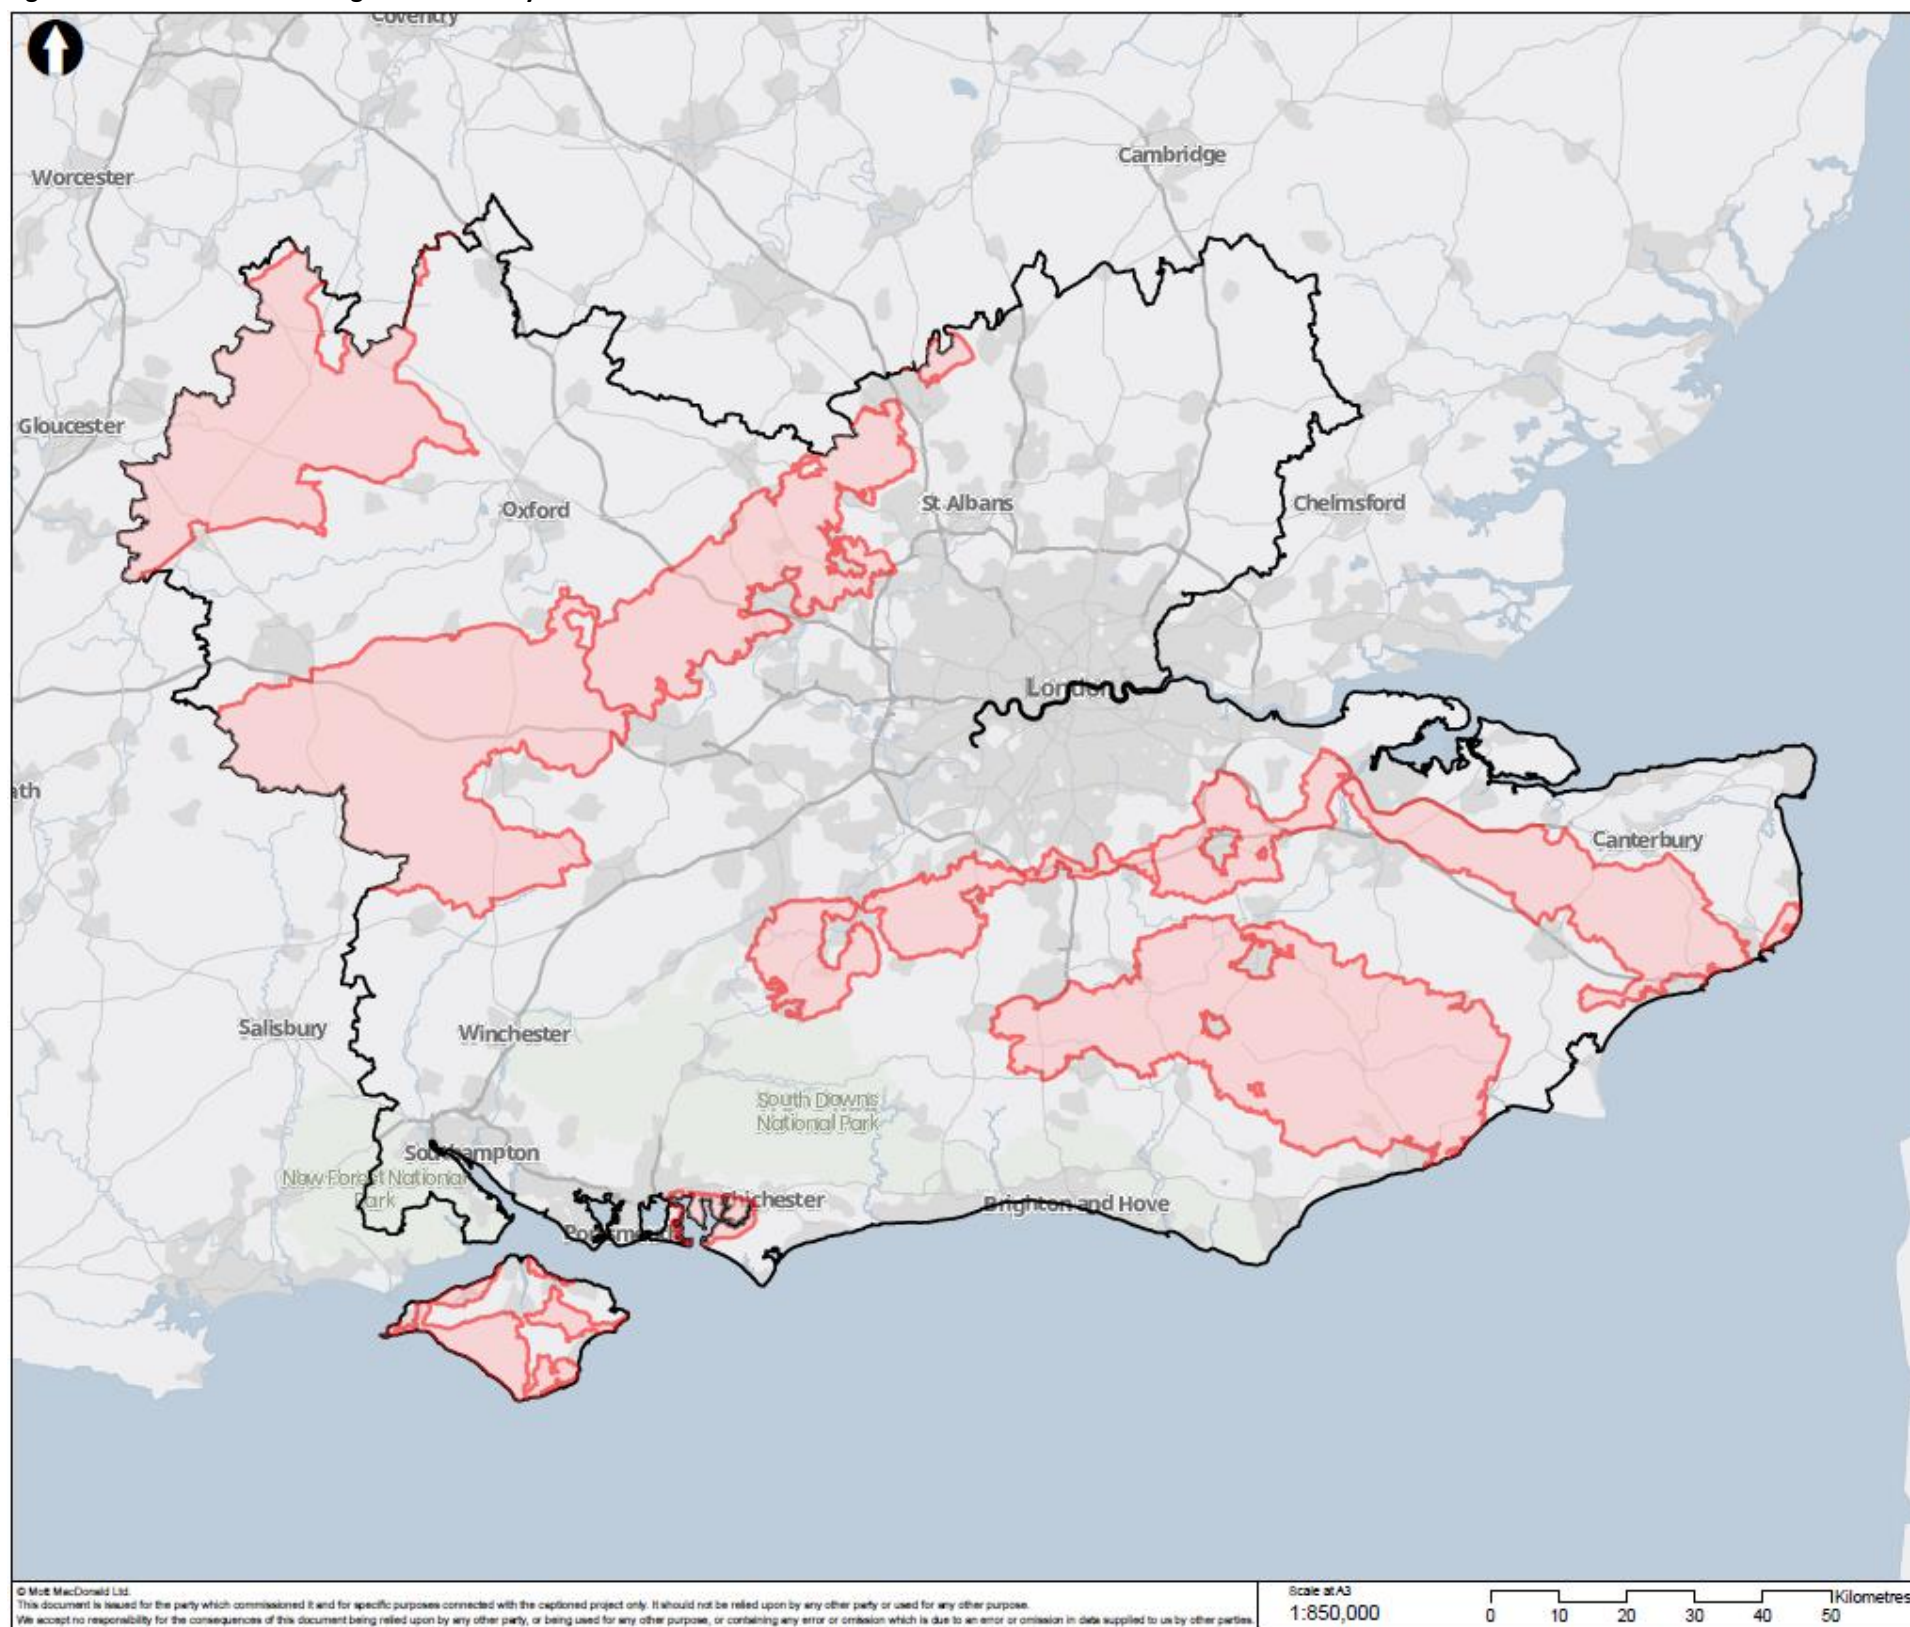 Coventry
Cambridge
Worcester
Gloucester
Oxford
St Albans
Chelmsford
London
ath
Canterbury
Salisbury
Winchester
South Downs
National Park
Southampton
New Forest National
Park
Chichester
Brighton and Hove
Portsmouth
© Mott MacDonald Ltd.
This document is issued for the party which commissioned it and for specific purposes connected with the captioned project only. It should not be relied upon by any other party or used for any other purpose.
We accept no responsibility for the consequences of this document being relied upon by any other party, or being used for any other purpose, or containing any error or omission which is due to an error or omission in data supplied to us by other parties.
Scale at A3
1:850,000
Kilometres
0 10 20 30 40 50